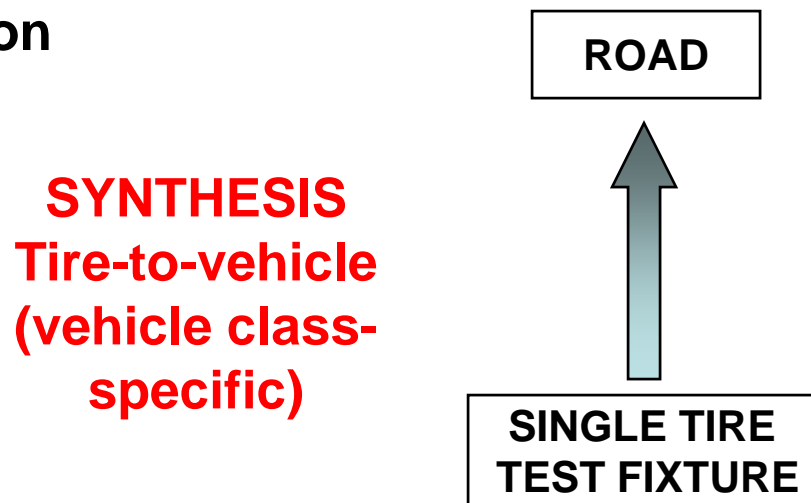 on
ROAD
SYNTHESIS
Tire-to-vehicle
(vehicle class-
specific)
SINGLE TIRE
TEST FIXTURE